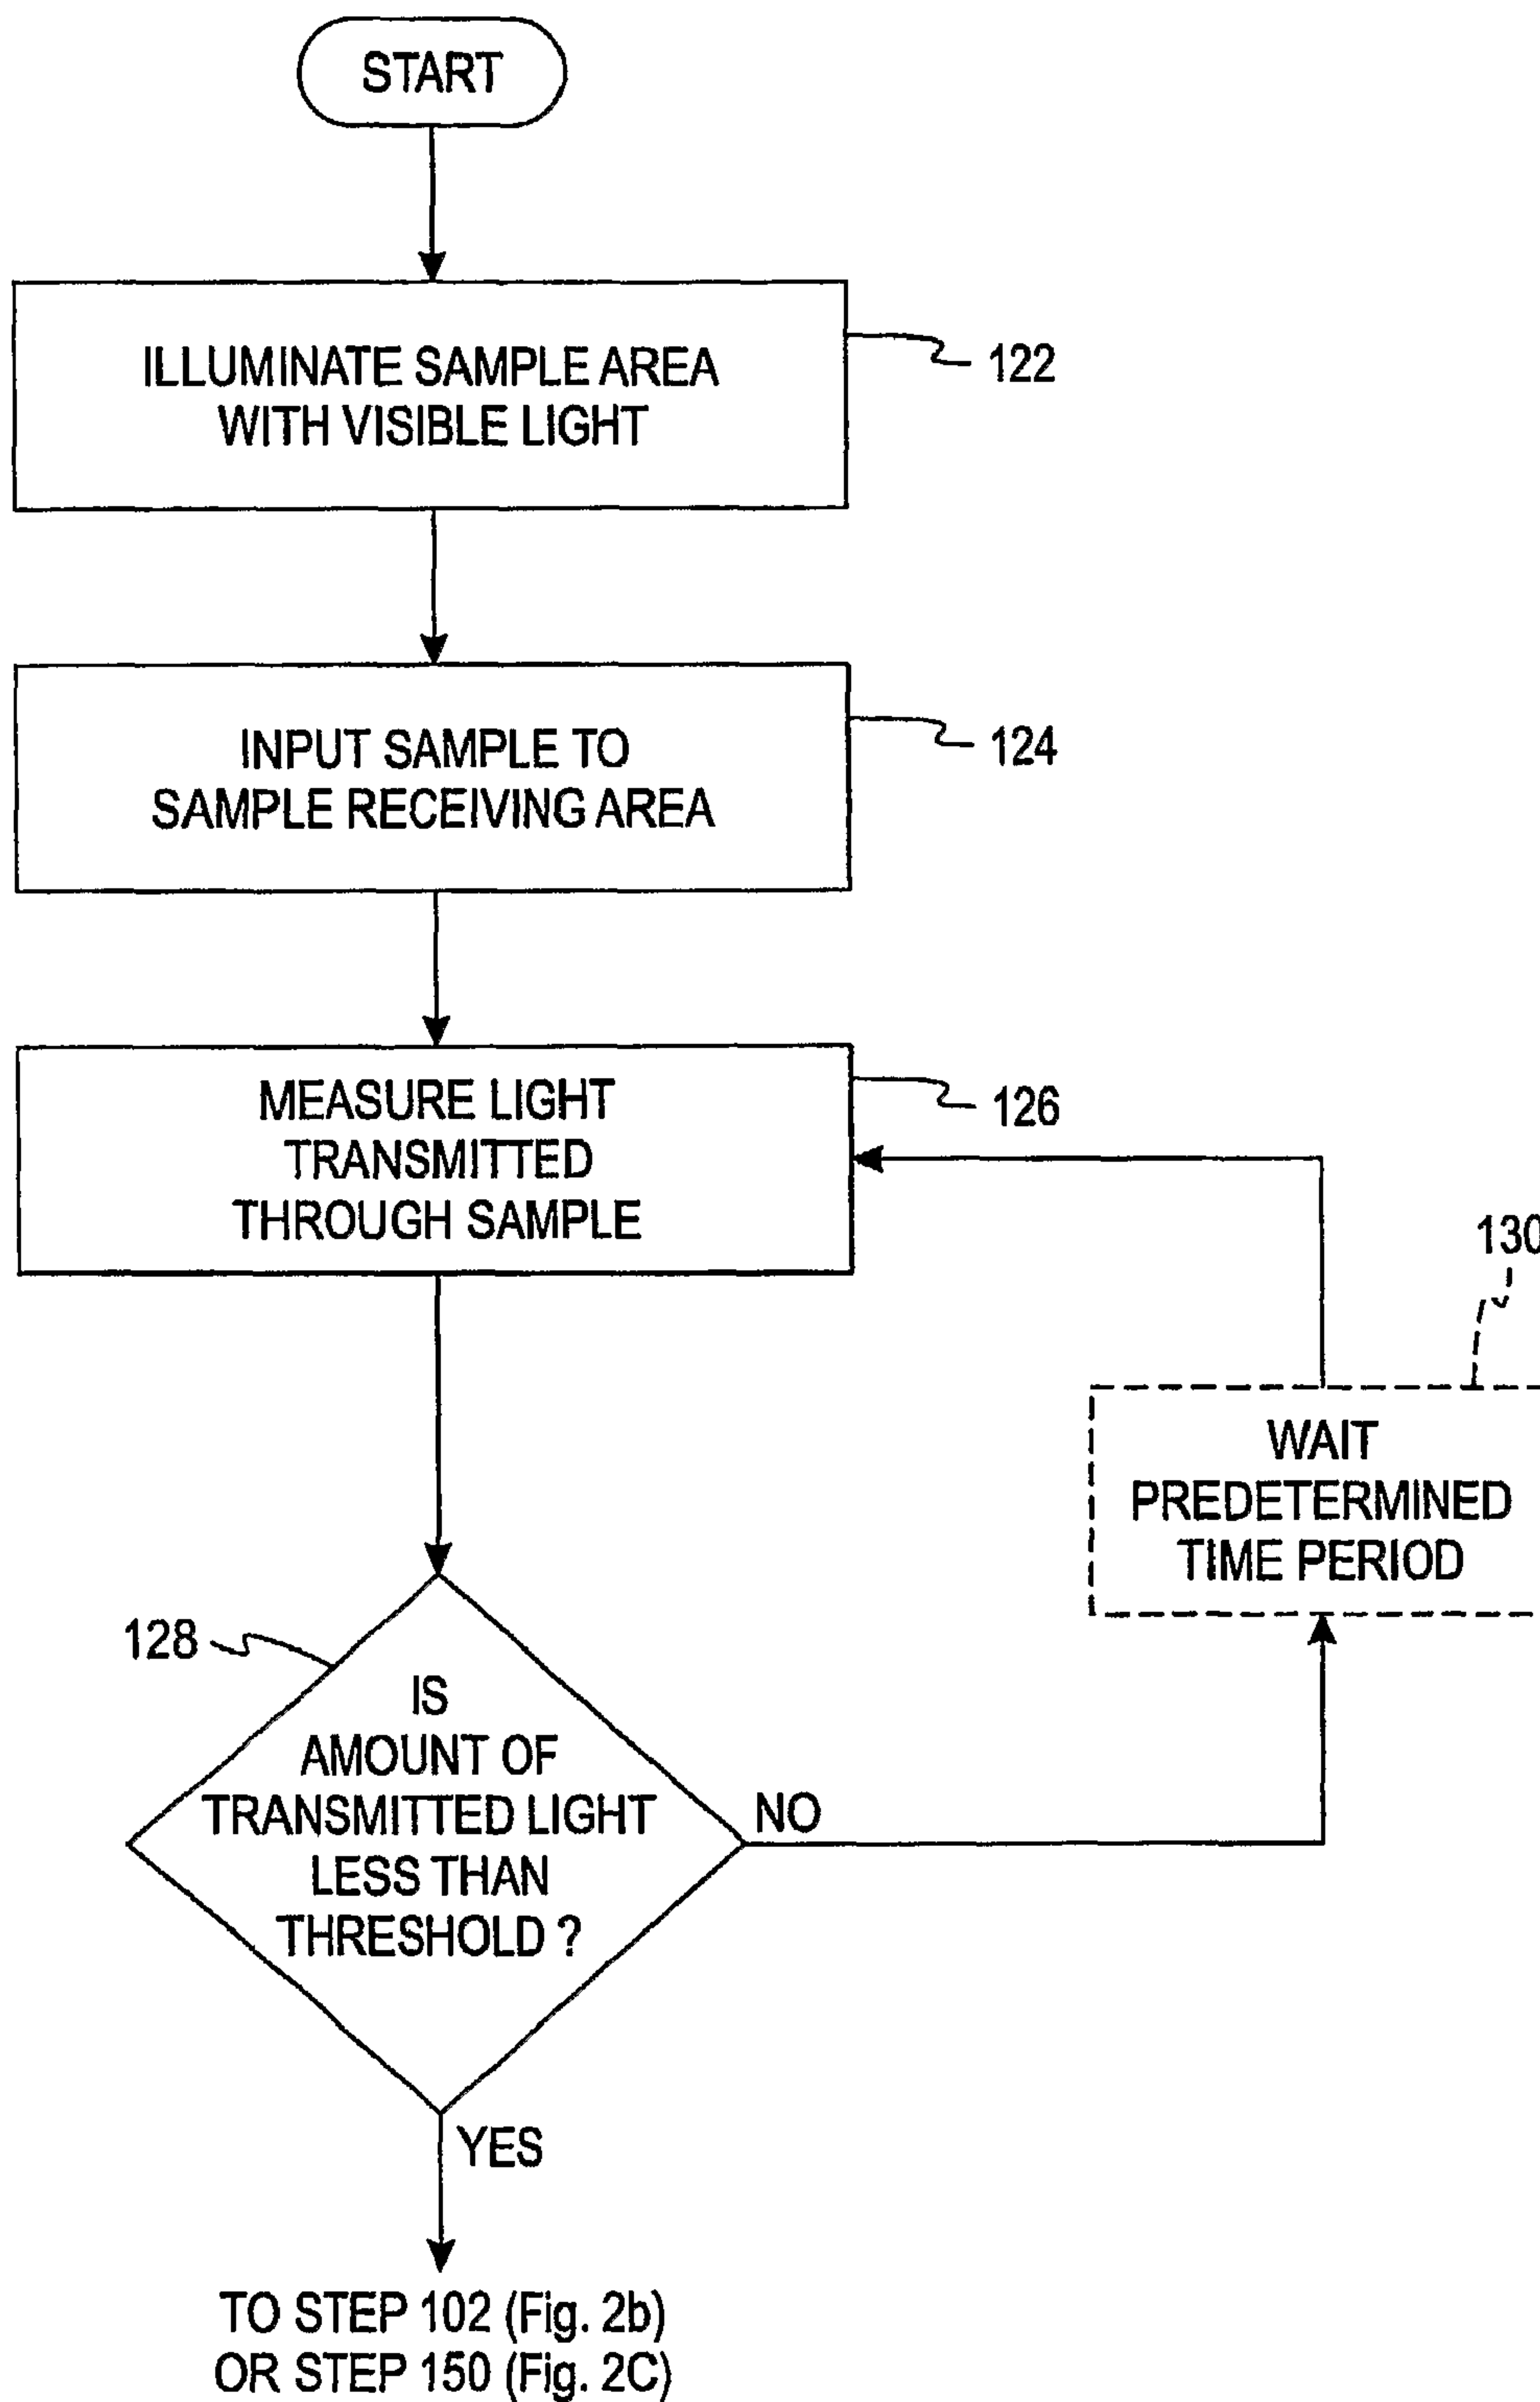 START
ILLUMINATE SAMPLE AREA
WITH VISIBLE LIGHT
122
INPUT SAMPLE TO
SAMPLE RECEIVING AREA
124
MEASURE LIGHT
TRANSMITTED
THROUGH SAMPLE
126
130
WAIT
PREDETERMINED
TIME PERIOD
128
IS
AMOUNT OF
TRANSMITTED LIGHT
LESS THAN
THRESHOLD ?
NO
YES
TO STEP 102 (Fig. 2b)
OR STEP 150 (Fig. 2C)